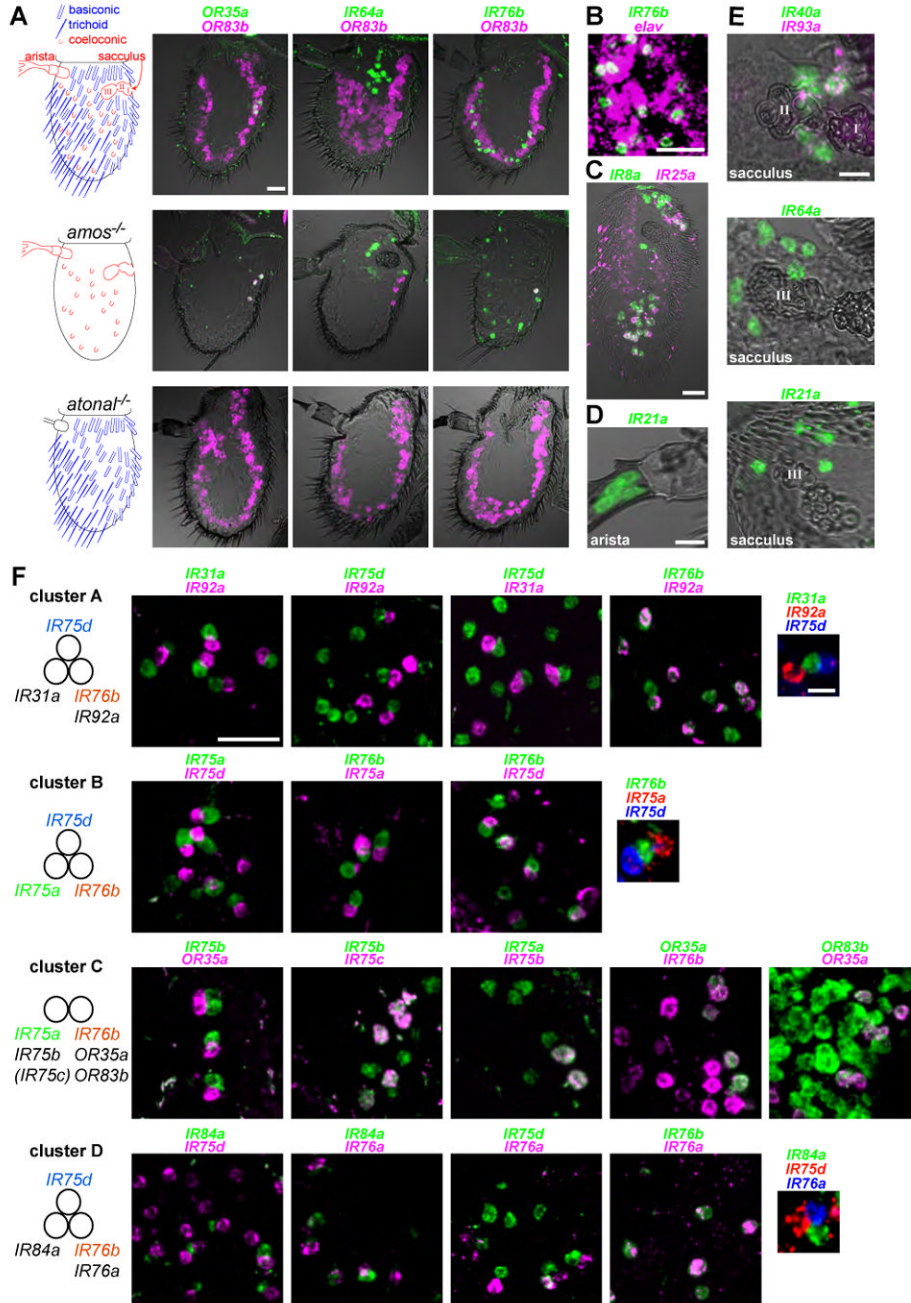 A
basiconic
trichoid
coeloconic
arista
sacculus
III
II
I
OR35a
OR83b
IR64a
OR83b
IR76b
OR83b
amos-/-
atonal-/-
B
IR76b
elav
C
IR8a IR25a
D
IR21a
arista
E
IR40a
IR93a
II
I
sacculus
IR64a
III
sacculus
IR21a
III
sacculus
F
cluster A
IR75d
IR31a IR76b
IR92a
IR31a
IR92a
IR75d
IR92a
IR75d
IR31a
IR76b
IR92a
IR31a
IR92a
IR75d
cluster B
IR75d
IR75a IR76b
IR75a
IR75d
IR76b
IR75a
IR76b
IR75d
IR76b
IR75a
IR75d
cluster C
IR75a IR76b
IR75b OR35a
(IR75c) OR83b
IR75b
OR35a
IR75b
IR75c
IR75a
IR75b
OR35a
IR76b
OR83b
OR35a
cluster D
IR75d
IR84a IR76b
IR76a
IR84a
IR75d
IR84a
IR76a
IR75d
IR76a
IR76b
IR76a
IR84a
IR75d
IR76a